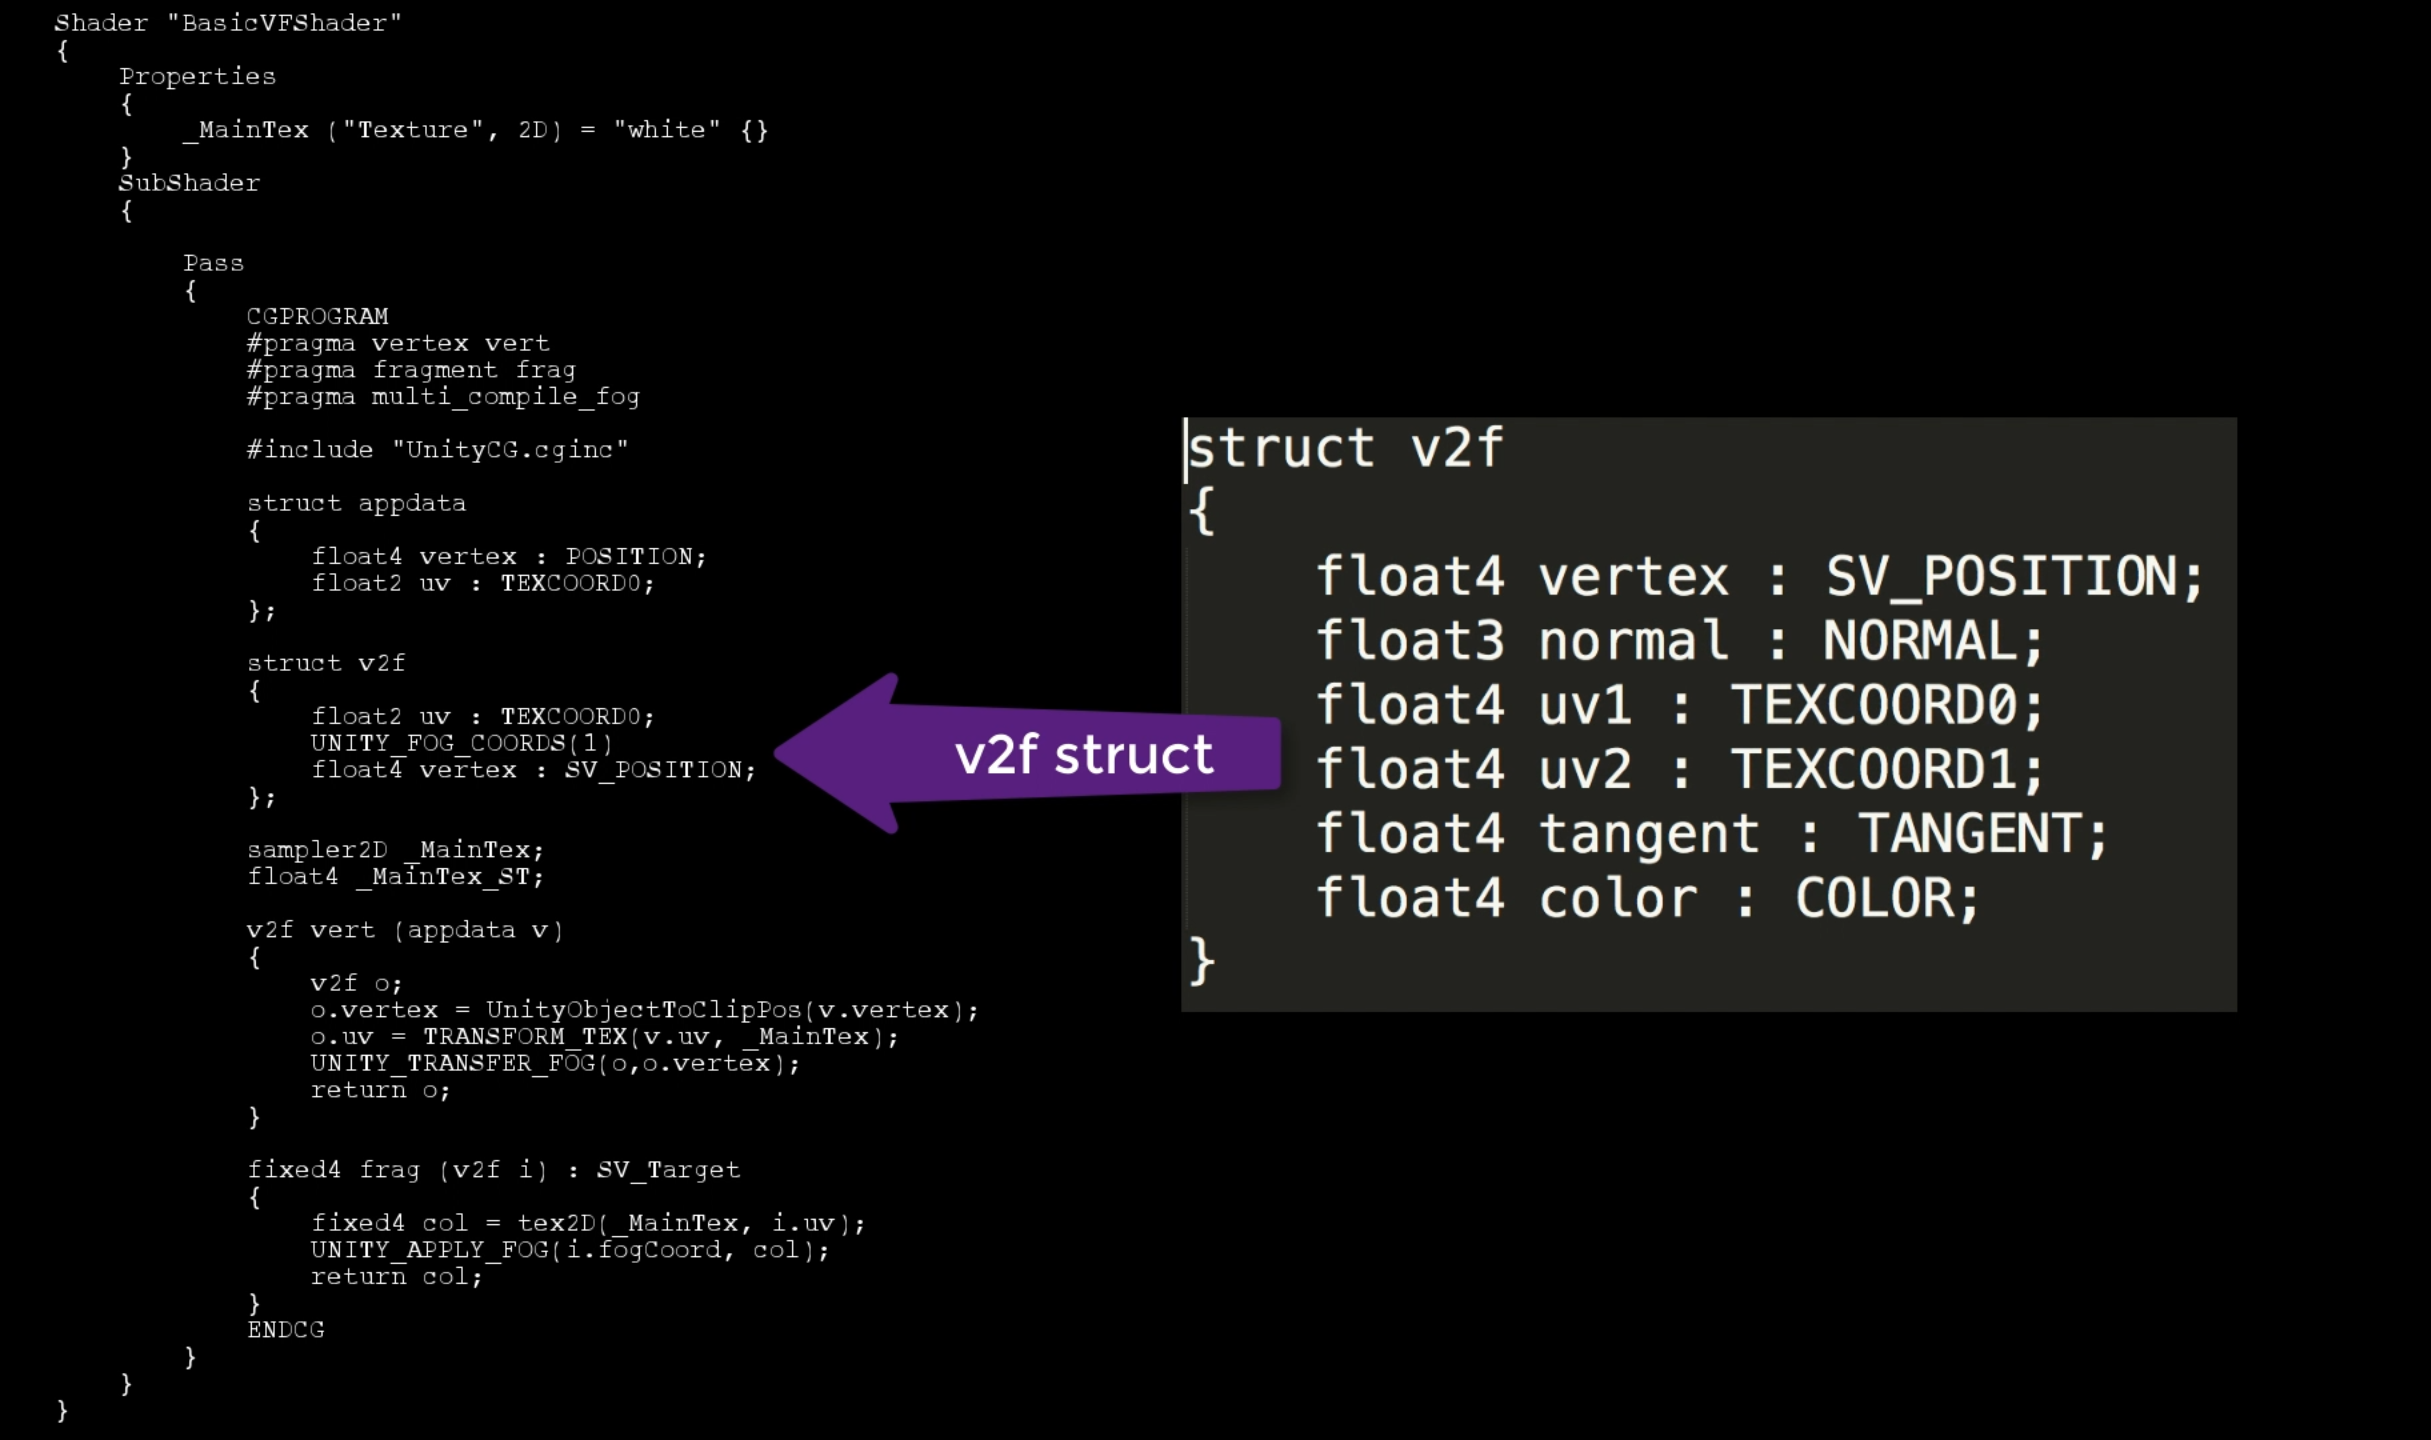 Shader "BasicVFShader"
{
Properties
{
_MainTex ("Texture", 2D) = "white" {}
}
SubShader
{
Pass
{
CGPROGRAM
#pragma vertex vert
#pragma fragment frag
#pragma multi_compile_fog
#include "UnityCG.cginc"
struct appdata
{
float4 vertex : POSITION;
float2 uv : TEXCOORD0;
};
struct v2f
{
float2 uv : TEXCOORD0;
UNITY_FOG_COORDS(1)
float4 vertex : SV_POSITION;
};
sampler2D _MainTex;
float4 _MainTex_ST;
v2f vert (appdata v)
{
v2f o;
o.vertex = UnityObjectToClipPos(v.vertex);
o.uv = TRANSFORM_TEX(v.uv, _MainTex);
UNITY_TRANSFER_FOG(o,o.vertex);
return o;
}
fixed4 frag (v2f i) : SV_Target
{
fixed4 col = tex2D(_MainTex, i.uv);
UNITY_APPLY_FOG(i.fogCoord, col);
return col;
}
ENDCG
}
}
}
v2f struct
struct v2f
{
float4 vertex : SV_POSITION;
float3 normal : NORMAL;
float4 uv1 : TEXCOORD0;
float4 uv2 : TEXCOORD1;
float4 tangent : TANGENT;
float4 color : COLOR;
}